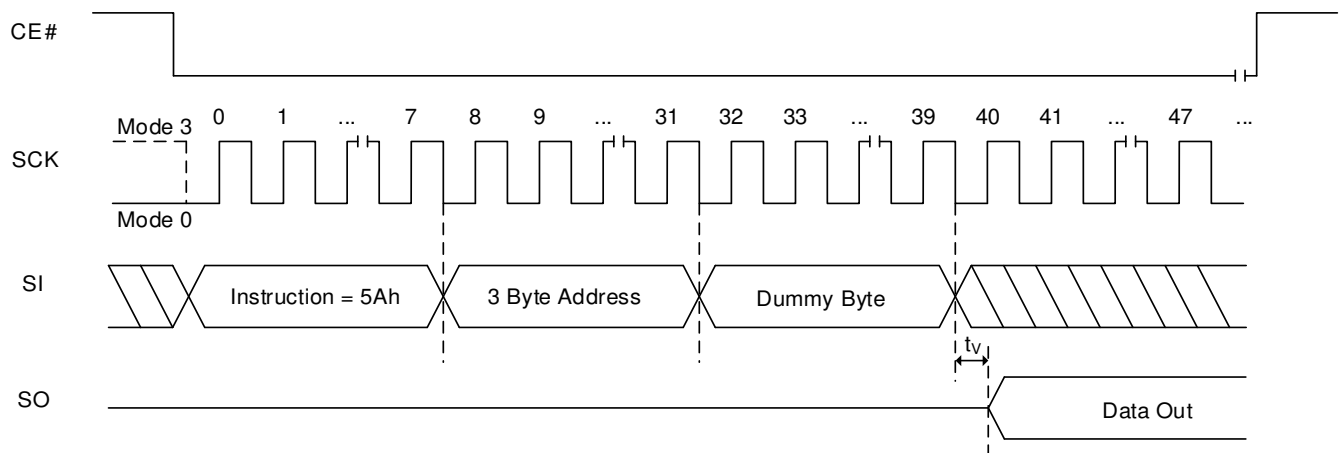 CE#
0 1 ... 7 8 9 ... 31 32 33 ... 39 40 41 ... 47 ...
Mode 3
SCK
Mode 0
SI
Instruction = 5Ah
3 Byte Address
Dummy Byte
tV
SO
Data Out